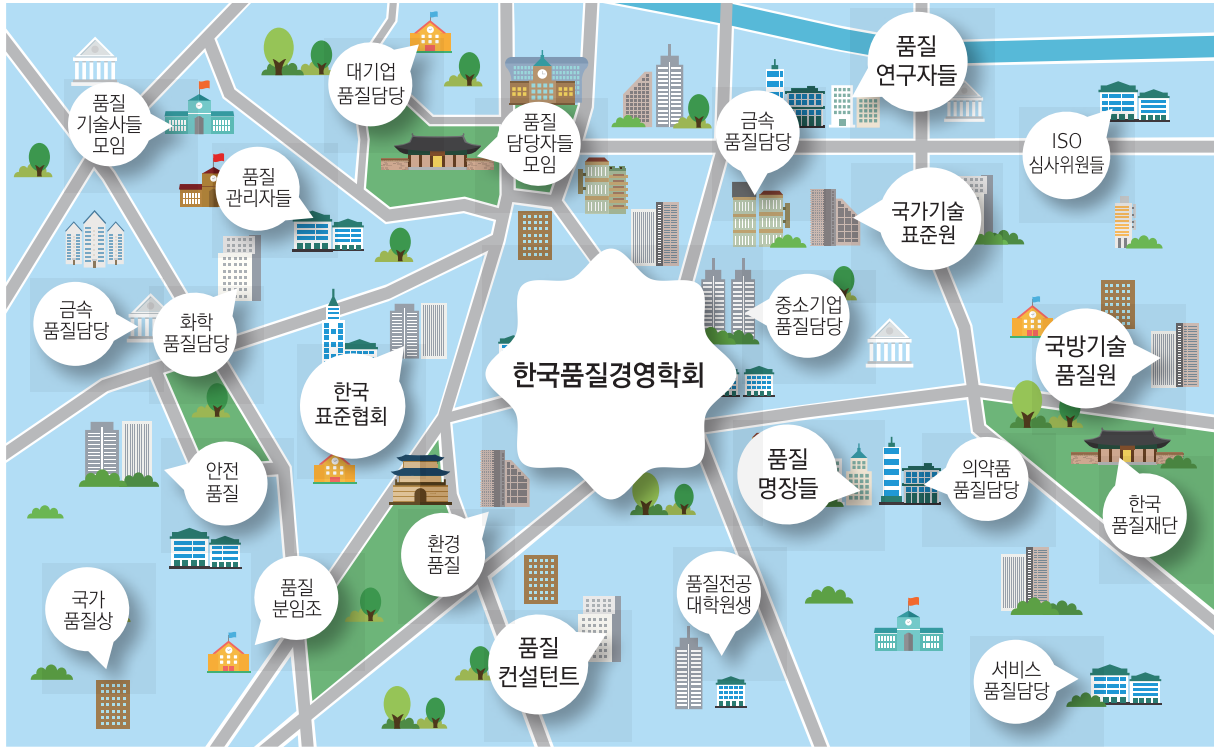 품질
연구자들
대기업
품질담당
품질
기술사들
모임
품질
담당자들
모임
금속
품질담당
ISO
심사위원들
품질
관리자들
국가기술
표준원
금속
품질담당
화학
품질담당
중소기업
품질담당
국방기술
품질원
한국품질경영학회
한국
표준협회
안전
품질
품질
명장들
의약품
품질담당
한국
품질재단
환경
품질
국가
품질상
품질
분임조
품질전공
대학원생
품질
컨설턴트
서비스
품질담당